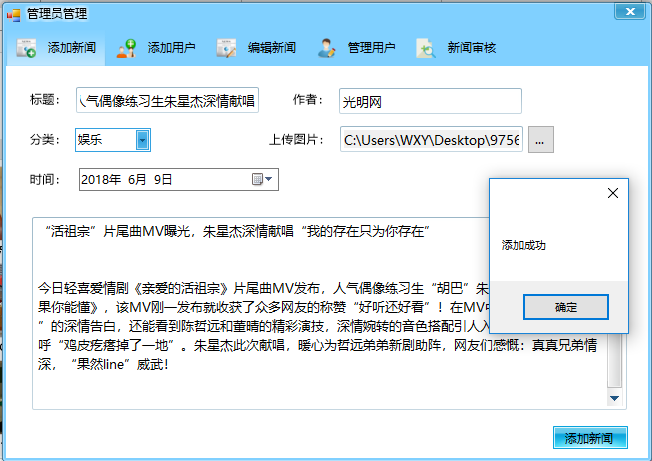 管理员管理
添加新闻 添加用户 编辑新闻 管理用户 新闻审核
标题： 人气偶像练习生朱星杰深情献唱 作者： 光明网
分类： 娱乐 上传图片： C:\Users\WXY\Desktop\9756 ...
时间： 2018年 6月 9日
添加成功
确定
“活祖宗”片尾曲MV曝光，朱星杰深情献唱“我的存在只为你存在”
今日轻喜爱情剧《亲爱的活祖宗》片尾曲MV发布，人气偶像练习生“胡巴”朱
果你能懂》，该MV刚一发布就收获了众多网友的称赞“好听还好看”！在MV中
”的深情告白，还能看到陈哲远和董晴的精彩演技，深情婉转的音色搭配引人入
呼“鸡皮疙瘩掉了一地”。朱星杰此次献唱，暖心为哲远弟弟新剧助阵，网友们感慨：真真兄弟情
深，“果然line”威武！
添加新闻